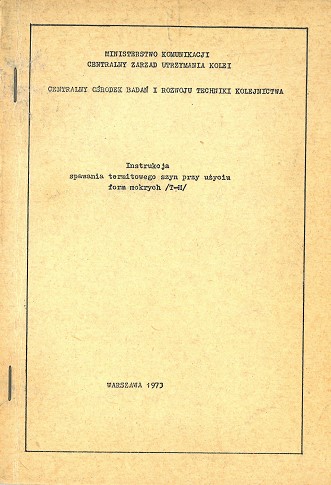 MINISTERSTWO KOMUNIKACJI
CENTRALNY ZARZĄD UTRZYMANIA KOLEI
CENTRALNY OŚRODEK BADAŃ I ROZWOJU TECHNIKI KOLEJNICTWA
Instrukcja
spawania termitowego szyn przy użyciu
form mokrych /T-H/
WARSZAWA 1973